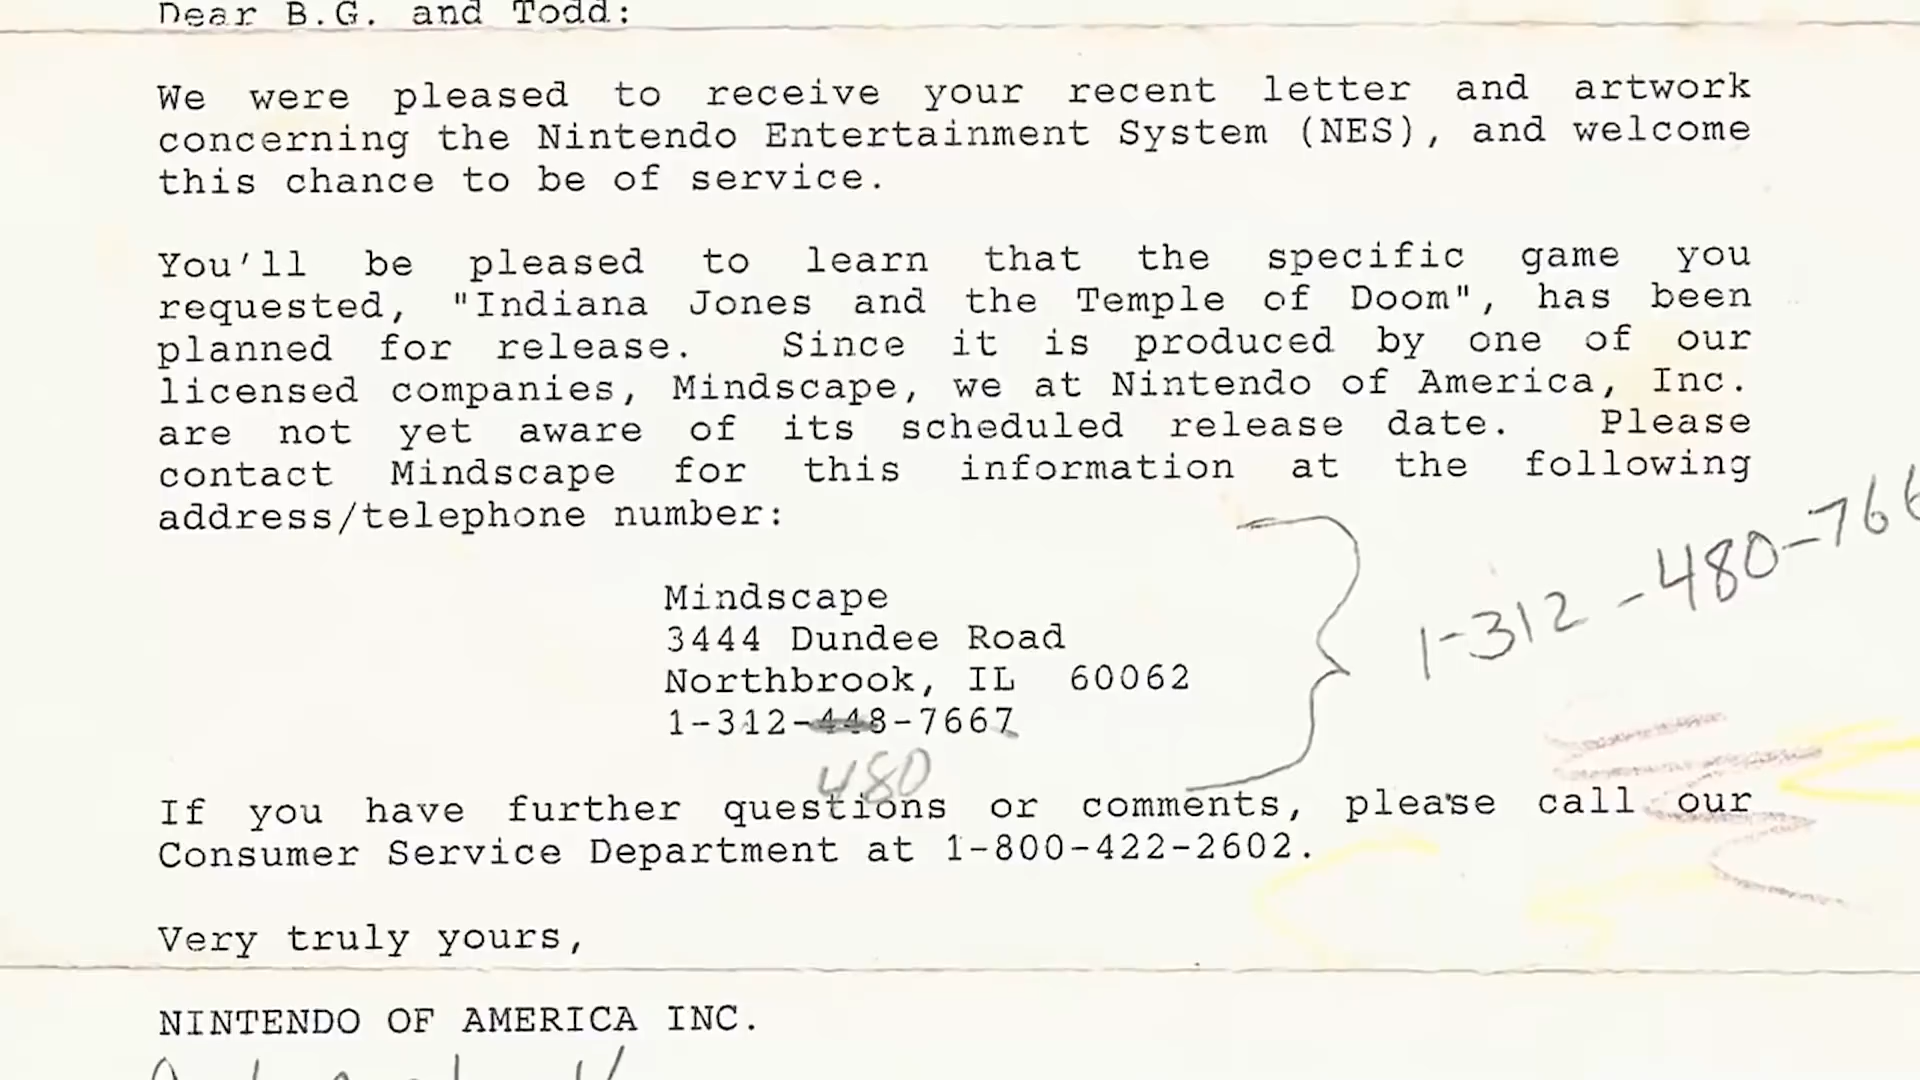 Dear B.G. and Todd:
We were pleased to receive your recent letter and artwork
concerning the Nintendo Entertainment System (NES), and welcome
this chance to be of service.
You'll be pleased to learn that the specific game you
requested, "Indiana Jones and the Temple of Doom", has been
planned for release. Since it is produced by one of our
licensed companies, Mindscape, we at Nintendo of America, Inc.
are not yet aware of its scheduled release date. Please
contact Mindscape for this information at the following
address/telephone number:
Mindscape
3444 Dundee Road
Northbrook, IL 60062
1-312-448-7667
480
1-312-480-766
If you have further questions or comments, please call our
Consumer Service Department at 1-800-422-2602.
Very truly yours,
NINTENDO OF AMERICA INC.